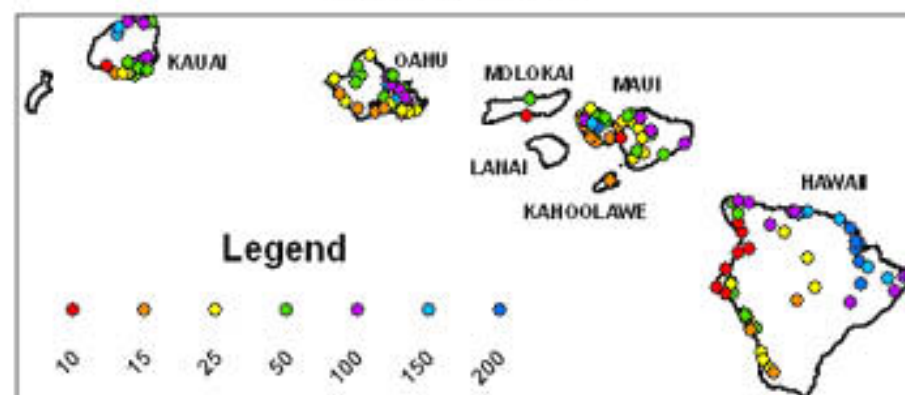 KAUAI
OAHU
MOLOKAI
MAUI
LANAI
KAHOOLAWE
HAWAII
Legend
10
15
25
50
100
150
200